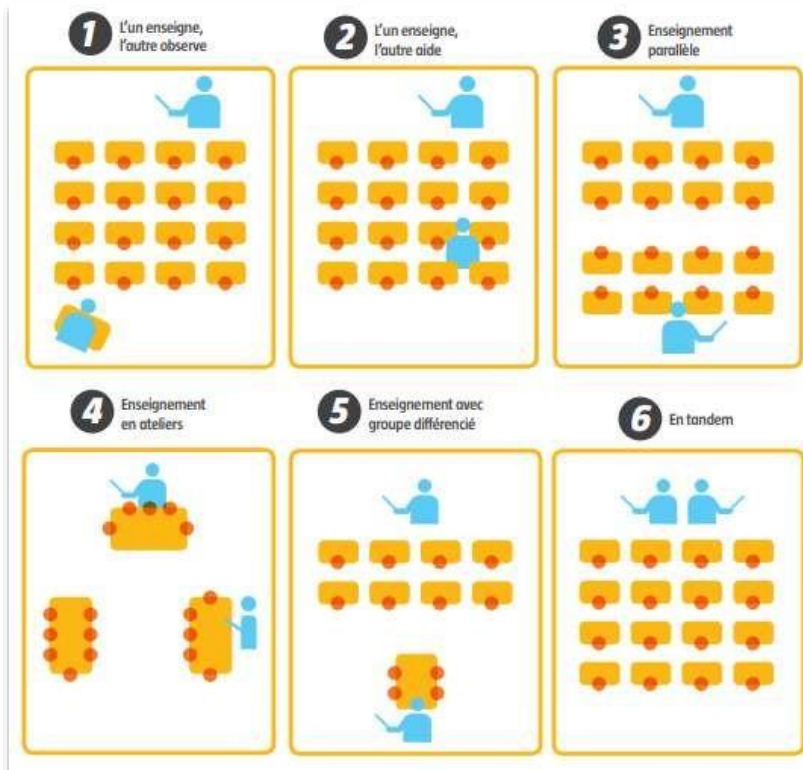 1
L'un enseigne,
l'autre observe
2
L'un enseigne,
l'autre aide
3
Enseignement
parallèle
4
Enseignement
en ateliers
5
Enseignement avec
groupe différencié
6
En tandem